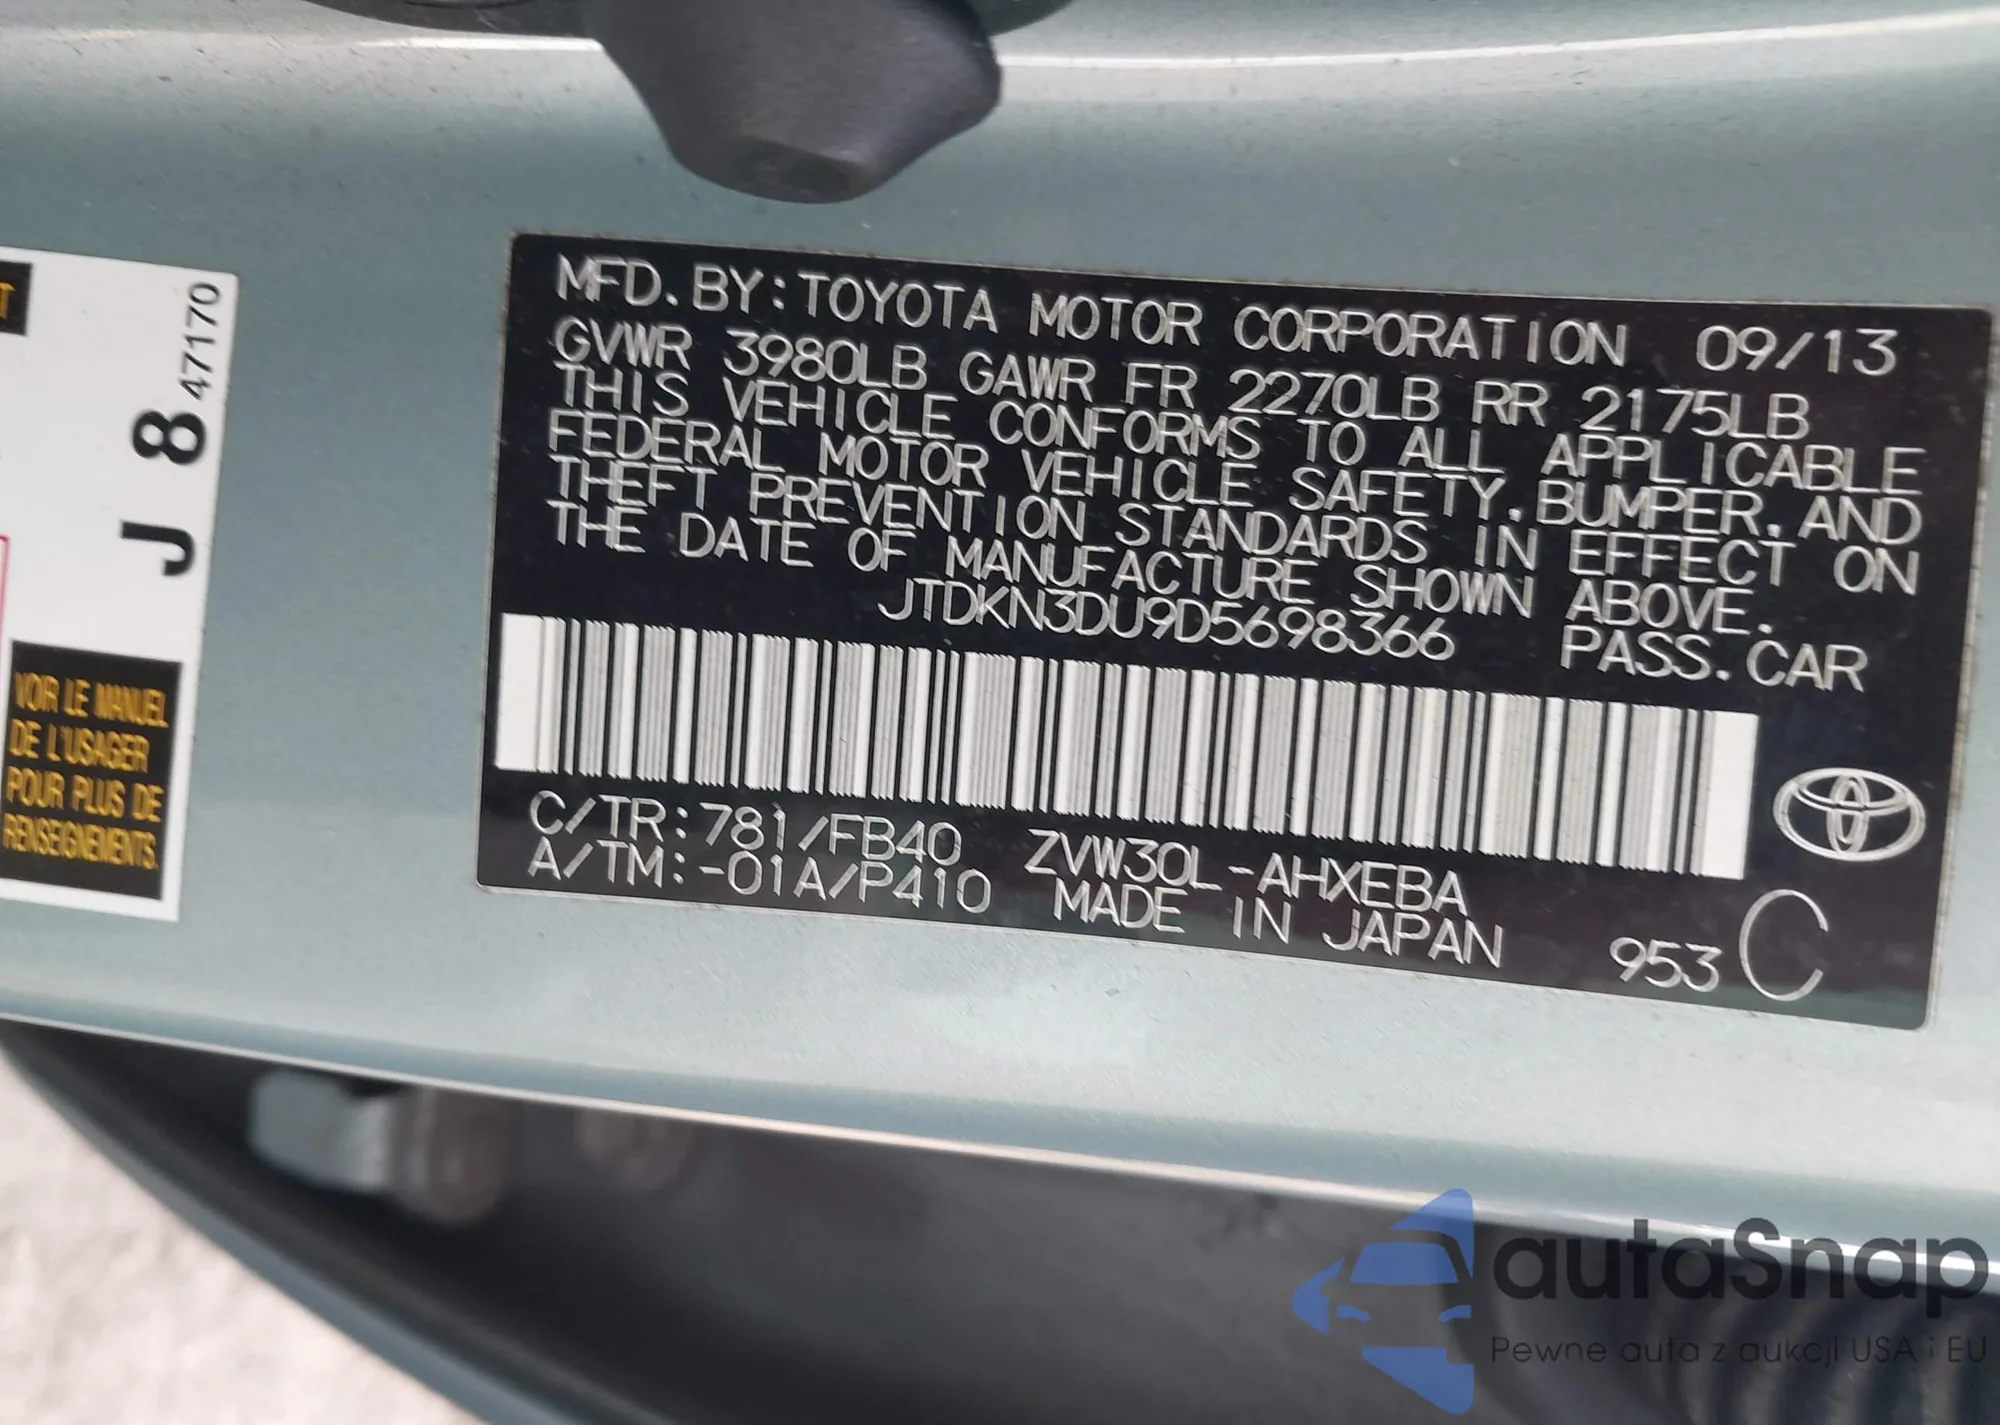 MFD. BY: TOYOTA MOTOR CORPORATION 09/13
GVWR 3980LB GAWR FR 2270LB RR 2175LB
THIS VEHICLE CONFORMS TO ALL APPLICABLE
FEDERAL MOTOR VEHICLE SAFETY, BUMPER, AND
THEFT PREVENTION STANDARDS IN EFFECT ON
THE DATE OF MANUFACTURE SHOWN ABOVE.
JTDKN3DU9D5698366 PASS. CAR
C/TR: 781/FB40 ZVW30L-AHXEBA
A/TM: -01A/P410 MADE IN JAPAN 953 C
T
J 8 47170
VOIR LE MANUEL
DE L'USAGER
POUR PLUS DE
RENSEIGNEMENTS.
autaSnap
Pewne auta z aukcji USA i EU